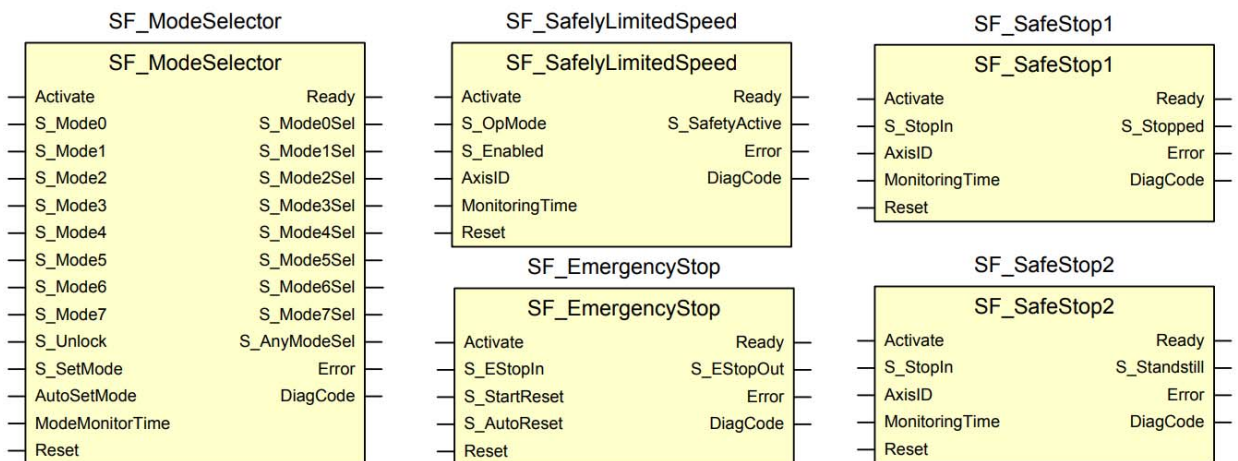 SF_ModeSelector
SF_ModeSelector
Activate Ready
S_Mode0 S_Mode0Sel
S_Mode1 S_Mode1Sel
S_Mode2 S_Mode2Sel
S_Mode3 S_Mode3Sel
S_Mode4 S_Mode4Sel
S_Mode5 S_Mode5Sel
S_Mode6 S_Mode6Sel
S_Mode7 S_Mode7Sel
S_Unlock S_AnyModeSel
S_SetMode Error
AutoSetMode DiagCode
ModeMonitorTime
Reset
SF_SafelyLimitedSpeed
SF_SafelyLimitedSpeed
Activate Ready
S_OpMode S_SafetyActive
S_Enabled Error
AxisID DiagCode
MonitoringTime
Reset
SF_EmergencyStop
SF_EmergencyStop
Activate Ready
S_EStopIn S_EStopOut
S_StartReset Error
S_AutoReset DiagCode
Reset
SF_SafeStop1
SF_SafeStop1
Activate Ready
S_StopIn S_Stopped
AxisID Error
MonitoringTime DiagCode
Reset
SF_SafeStop2
SF_SafeStop2
Activate Ready
S_StopIn S_Standstill
AxisID Error
MonitoringTime DiagCode
Reset